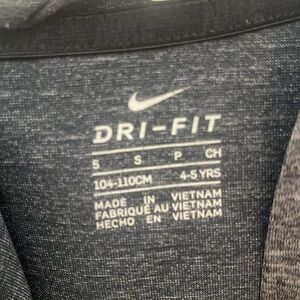 DRI-FIT
S S P CH
104-110CM 4-5 YRS
MADE IN VIETNAM
FABRIQUÉ AU VIETNAM
HECHO EN VIETNAM